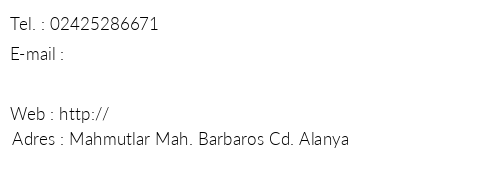 Tel. : 02425286671
E-mail :
Web : http://
Adres : Mahmutlar Mah. Barbaros Cd. Alanya